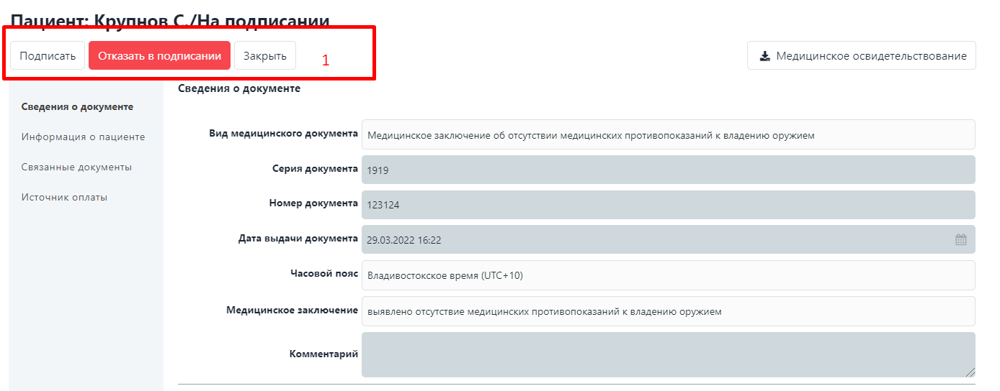 Пациент: Крупнов С./На подписании
Подписать Отказать в подписании Закрыть 1 Медицинское освидетельствование
Сведения о документе
Информация о пациенте
Связанные документы
Источник оплаты
Сведения о документе
Вид медицинского документа Медицинское заключение об отсутствии медицинских противопоказаний к владению оружием
Серия документа 1919
Номер документа 123124
Дата выдачи документа 29.03.2022 16:22
Часовой пояс Владивостокское время (UTC+10)
Медицинское заключение выявлено отсутствие медицинских противопоказаний к владению оружием
Комментарий